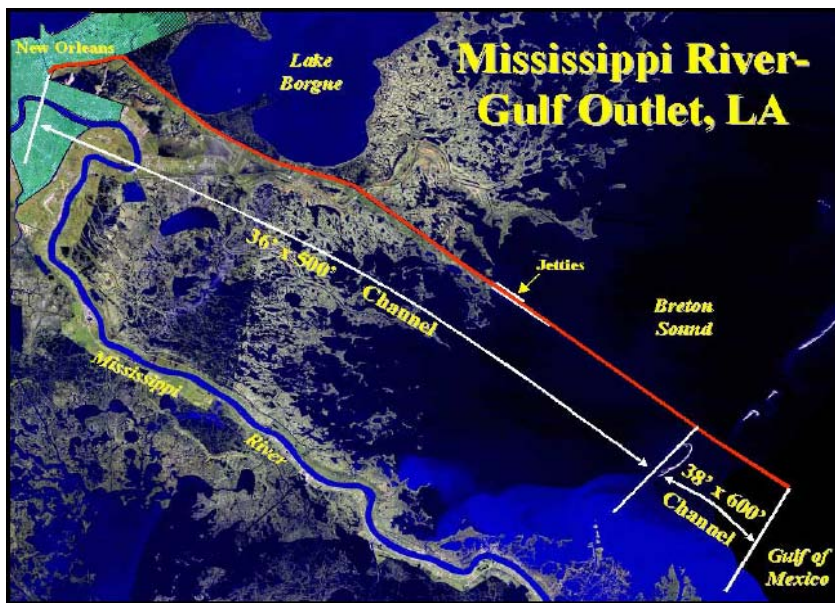 New Orleans
Lake
Borgne
Mississippi River-
Gulf Outlet, LA
36' x 500'
Channel
Jetties
Breton
Sound
Mississippi
River
38' x 600'
Channel
Gulf of
Mexico